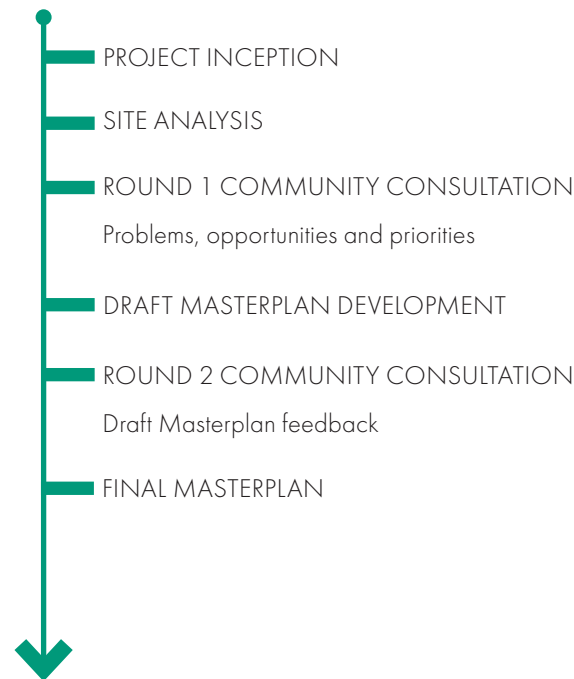 PROJECT INCEPTION
SITE ANALYSIS
ROUND 1 COMMUNITY CONSULTATION
Problems, opportunities and priorities
DRAFT MASTERPLAN DEVELOPMENT
ROUND 2 COMMUNITY CONSULTATION
Draft Masterplan feedback
FINAL MASTERPLAN